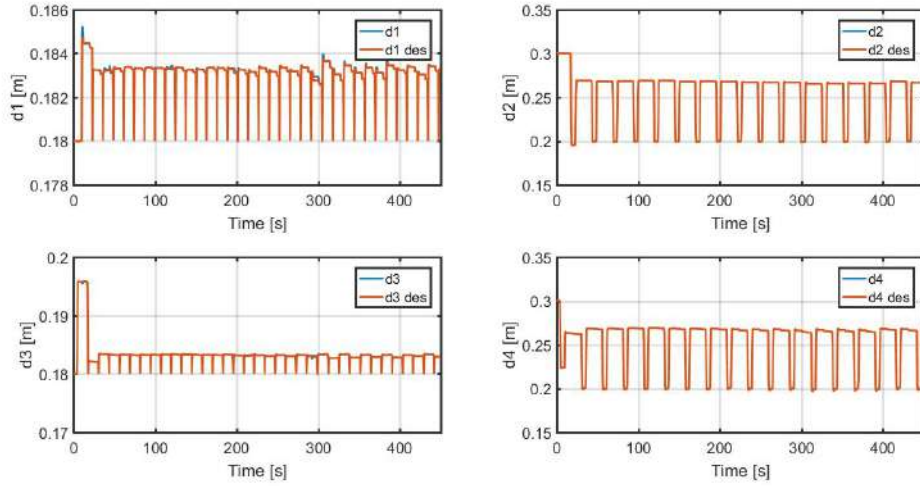 0.186
0.184
0.182
0.18
0.178
d1 [m]
0 100 200 300 400
Time [s]
d1
d1 des
0.35
0.3
0.25
0.2
0.15
d2 [m]
0 100 200 300 400
Time [s]
d2
d2 des
0.2
0.19
0.18
0.17
d3 [m]
0 100 200 300 400
Time [s]
d3
d3 des
0.35
0.3
0.25
0.2
0.15
d4 [m]
0 100 200 300 400
Time [s]
d4
d4 des